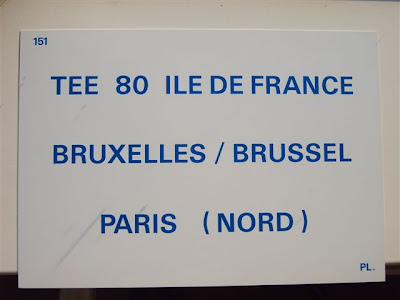 151
TEE 80 ILE DE FRANCE
BRUXELLES / BRUSSEL
PARIS (NORD)
PL.